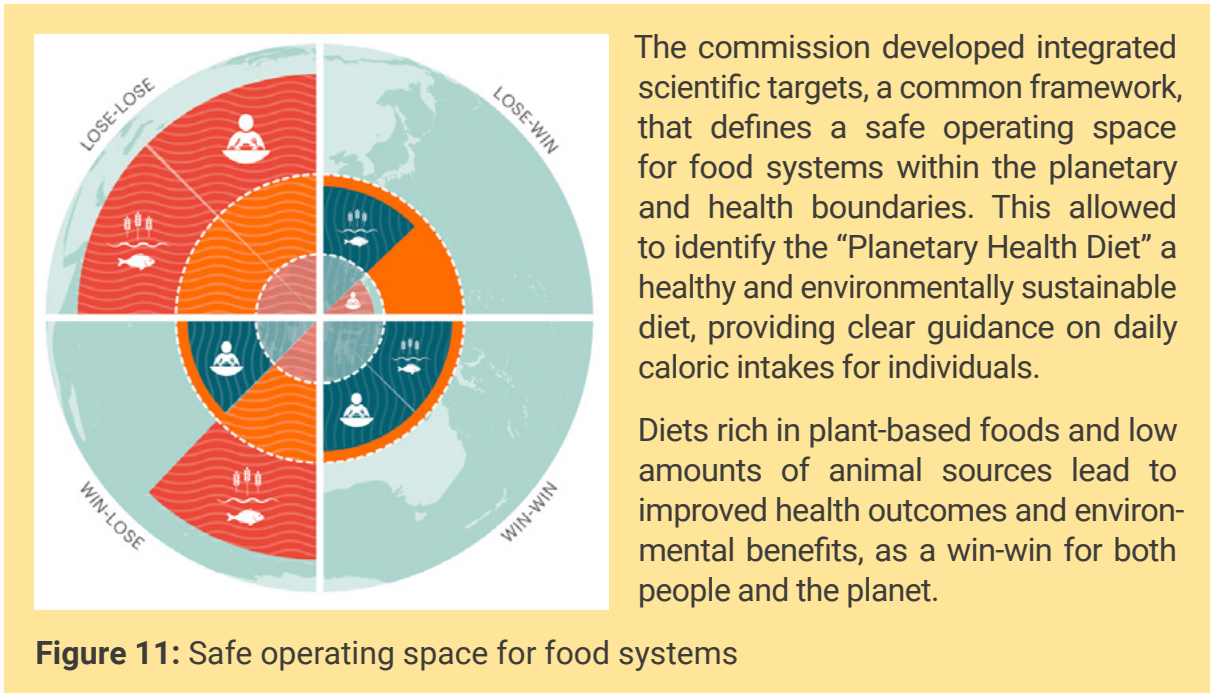 LOSE-LOSE
LOSE-WIN
WIN-LOSE
WIN-WIN
The commission developed integrated
scientific targets, a common framework,
that defines a safe operating space
for food systems within the planetary
and health boundaries. This allowed
to identify the “Planetary Health Diet” a
healthy and environmentally sustainable
diet, providing clear guidance on daily
caloric intakes for individuals.
Diets rich in plant-based foods and low
amounts of animal sources lead to
improved health outcomes and environ-
mental benefits, as a win-win for both
people and the planet.
Figure 11: Safe operating space for food systems